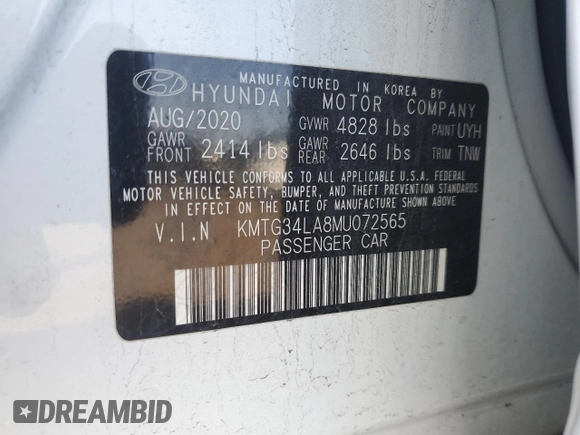 MANUFACTURED IN KOREA BY
HYUNDAI MOTOR COMPANY
AUG/2020 GVWR 4828 lbs PAINT UYH
GAWR FRONT 2414 lbs GAWR REAR 2646 lbs TRIM TNW
THIS VEHICLE CONFORMS TO ALL APPLICABLE U.S.A. FEDERAL
MOTOR VEHICLE SAFETY, BUMPER, AND THEFT PREVENTION STANDARDS
IN EFFECT ON THE DATE OF MANUFACTURE SHOWN ABOVE
V.I.N KMTG34LA8MU072565
PASSENGER CAR
DREAMBID